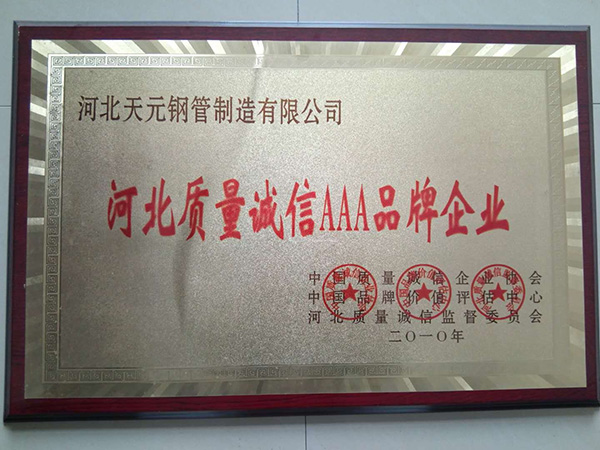 河北天元钢管制造有限公司
河北质量诚信AAA品牌企业
中国质量诚信企业协会
中国品牌价值评估中心
河北质量诚信监督委员会
二〇一〇年